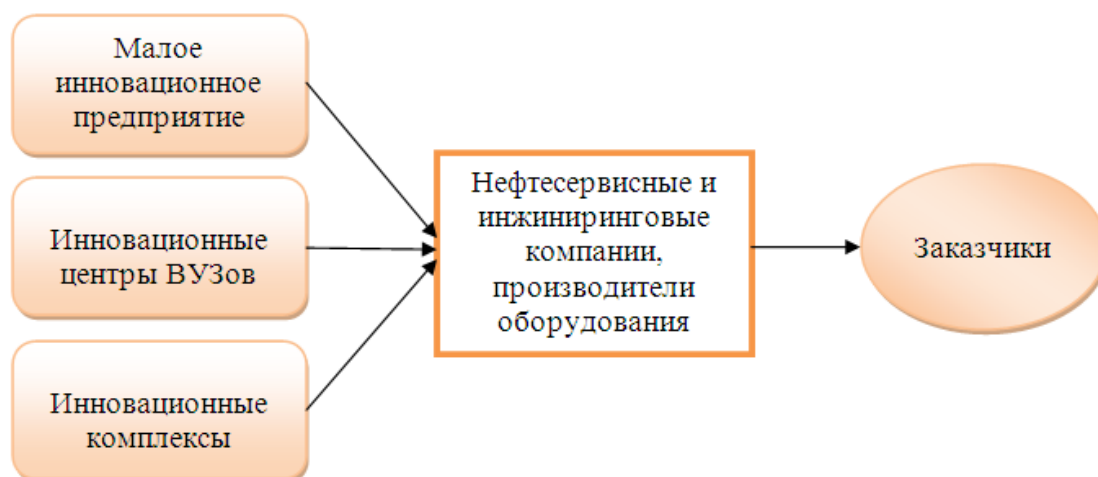 Малое
инновационное
предприятие
Инновационные
центры ВУЗов
Инновационные
комплексы
Нефтесервисные и
инжиниринговые
компании,
производители
оборудования
Заказчики